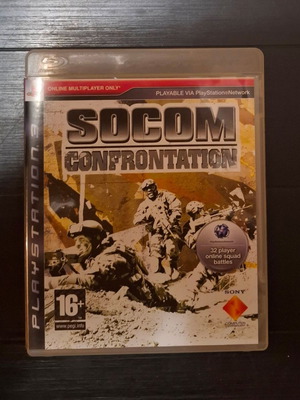 ONLINE MULTIPLAYER ONLY
PLAYABLE VIA PlayStation®Network
SOCOM
CONFRONTATION
PLAYSTATION 3
32 player
online squad
battles
16+
www.pegi.info
SONY